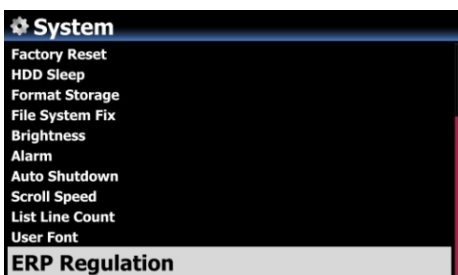 System
Factory Reset
HDD Sleep
Format Storage
File System Fix
Brightness
Alarm
Auto Shutdown
Scroll Speed
List Line Count
User Font
ERP Regulation